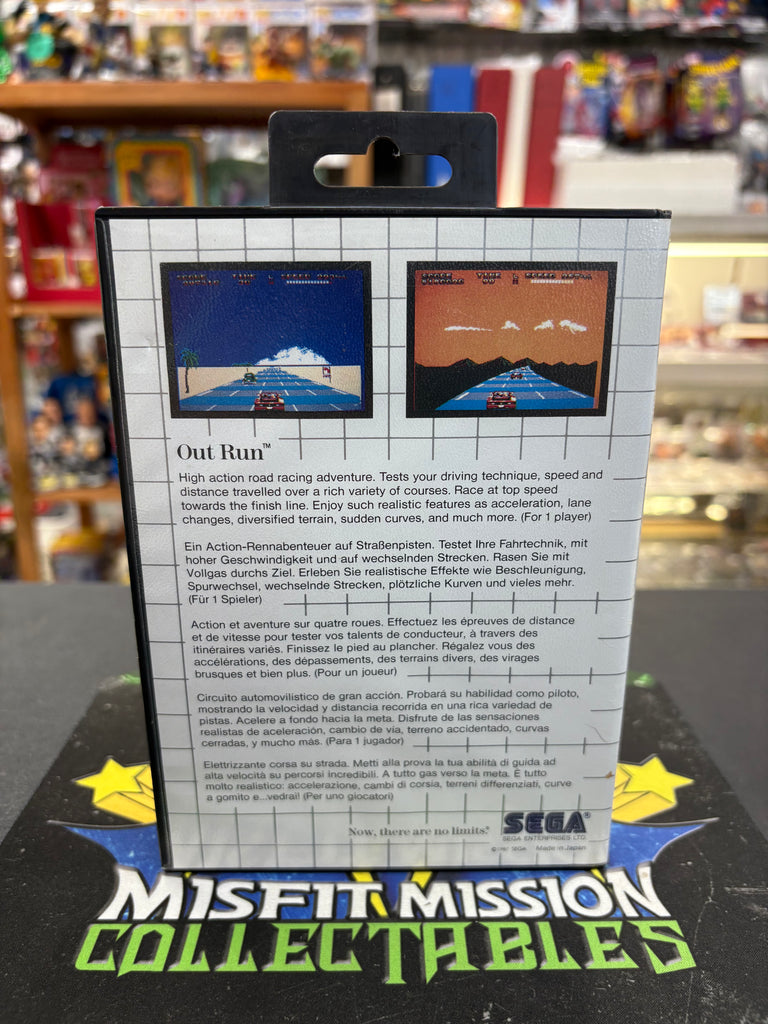 Out Run™
High action road racing adventure. Tests your driving technique, speed and
distance travelled over a rich variety of courses. Race at top speed
towards the finish line. Enjoy such realistic features as acceleration, lane
changes, diversified terrain, sudden curves, and much more. (For 1 player)
Ein Action-Rennabenteuer auf Straßenpisten. Testet Ihre Fahrtechnik, mit
hoher Geschwindigkeit und auf wechselnden Strecken. Rasen Sie mit
Vollgas durchs Ziel. Erleben Sie realistische Effekte wie Beschleunigung,
Spurwechsel, wechselnde Strecken, plötzliche Kurven und vieles mehr.
(Für 1 Spieler)
Action et aventure sur quatre roues. Effectuez les épreuves de distance
et de vitesse pour tester vos talents de conducteur, à travers des
itinéraires variés. Finissez le pied au plancher. Régalez vous des
accélérations, des dépassements, des terrains divers, des virages
brusques et bien plus. (Pour un joueur)
Circuito automovilistico de gran acción. Probará su habilidad como piloto,
mostrando la velocidad y distancia recorrida en una rica variedad de
pistas. Acelere a fondo hacia la meta. Disfrute de las sensaciones
realistas de aceleración, cambio de vía, terreno accidentado, curvas
cerradas, y mucho más. (Para 1 jugador)
Elettrizzante corsa su strada. Metti alla prova la tua abilità di guida ad
alta velocità su percorsi incredibili. A tutto gas verso la meta. E tutto
molto realistico: accelerazione, cambi di corsia, terreni differenziati, curve
a gomito e...vedrai! (Per uno giocatori)
Now, there are no limits.®
SEGA®
SEGA ENTERPRISES LTD.
©1987 SEGA Made in Japan
MISFIT MISSION
COLLECTABLES